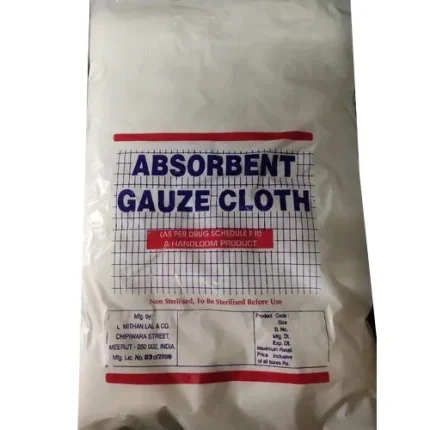 ABSORBENT
GAUZE CLOTH
(AS PER DRUG SCHEDULE F II)
A HANDLOOM PRODUCT
Non Sterilised, To Be Sterilised Before Use
Mfg. by:
L. MITHAN LAL & CO.
CHIPIWARA STREET,
MEERUT - 250 002, INDIA.
Mfg. Lic. No. 03 of 2009
Product Code :
Size
B. No.
Mfg. Dt.
Exp. Dt.
Maximum Retail
Price Inclusive
of all taxes Rs.